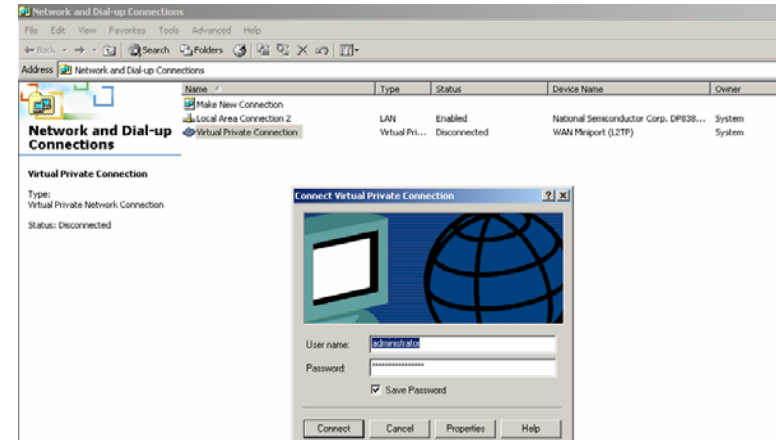 Network and Dial-up Connections
File Edit View Favorites Tools Advanced Help
Back Search Folders
Address Network and Dial-up Connections
Name Type Status Device Name Owner
Make New Connection
Local Area Connection 2 LAN Enabled National Semiconductor Corp. DP838... System
Virtual Private Connection Virtual Pri... Disconnected WAN Miniport (L2TP) System
Network and Dial-up
Connections
Virtual Private Connection
Type:
Virtual Private Network Connection
Status: Disconnected
Connect Virtual Private Connection
User name: administrator
Password: ****************
Save Password
Connect Cancel Properties Help